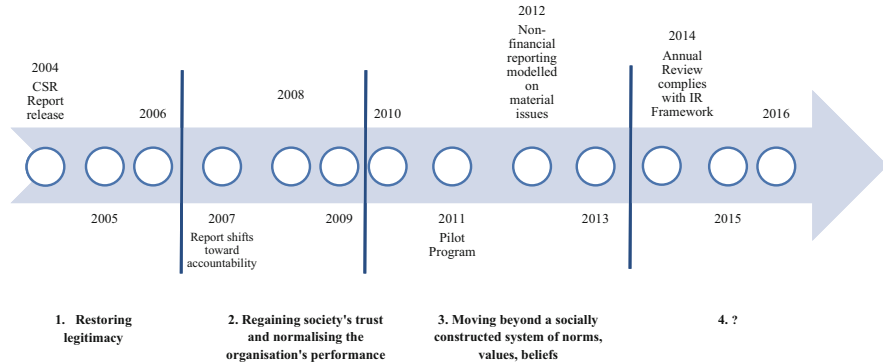 2004
CSR
Report
release
2005
2006
2007
Report shifts
toward
accountability
2008
2009
2010
2011
Pilot
Program
2012
Non-
financial
reporting
modelled
on
material
issues
2013
2014
Annual
Review
complies
with IR
Framework
2015
2016
1. Restoring
legitimacy
2. Regaining society's trust
and normalising the
organisation's performance
3. Moving beyond a socially
constructed system of norms,
values, beliefs
4. ?